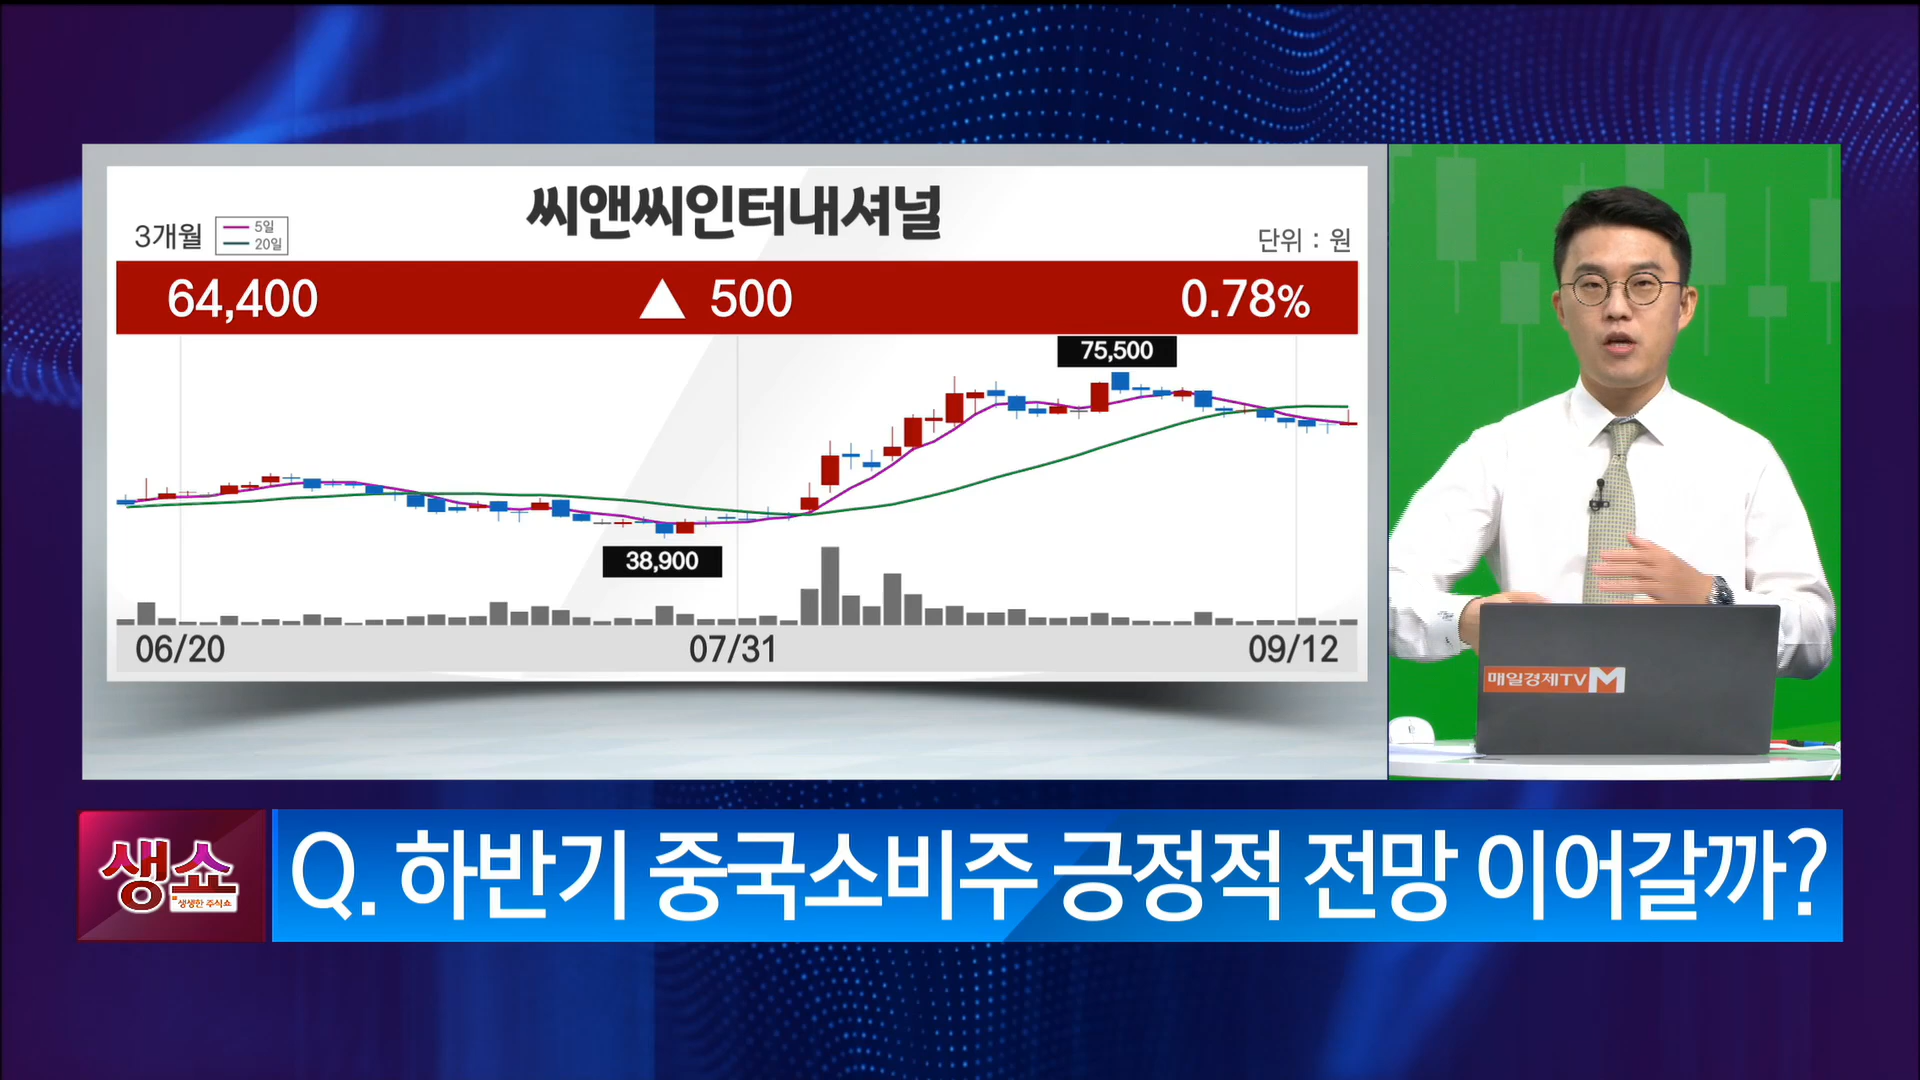 씨앤씨인터내셔널
3개월
5일
20일
단위 : 원
64,400 ▲ 500 0.78%
75,500
38,900
06/20 07/31 09/12
매일경제TV M
생쇼
생생한 주식쇼
Q. 하반기 중국소비주 긍정적 전망 이어갈까?